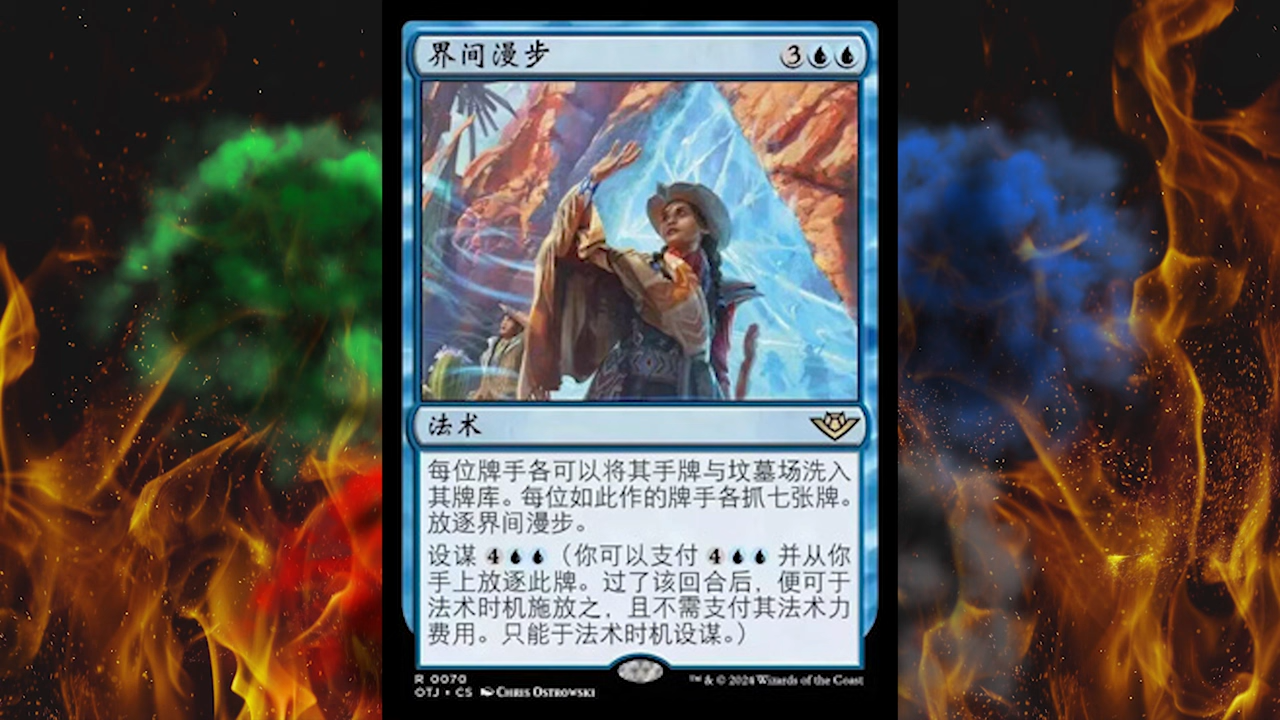 界间漫步 3
法术
每位牌手各可以将其手牌与坟墓场洗入
其牌库。每位如此作的牌手各抓七张牌。
放逐界间漫步。
设谋 4 （你可以支付 4 并从你
手上放逐此牌。过了该回合后，便可于
法术时机施放之，且不需支付其法术力
费用。只能于法术时机设谋。）
R 0070
OTJ • CS Chris Ostrowski
™ & © 2024 Wizards of the Coast